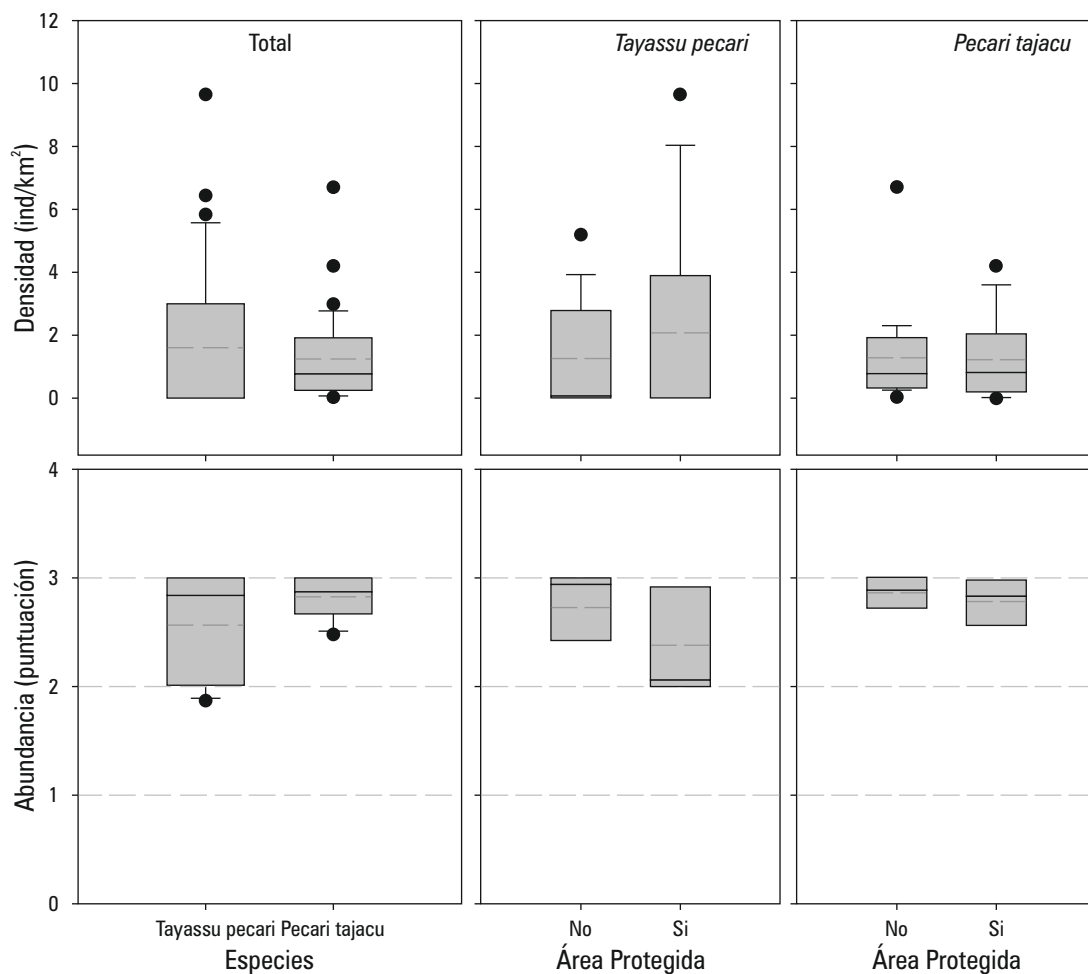 Total
Tayassu pecari
Pecari tajacu
Densidad (ind/km²)
12
10
8
6
4
2
0
Abundancia (puntuación)
4
3
2
1
0
Tayassu pecari Pecari tajacu
No Si
No Si
Especies
Área Protegida
Área Protegida